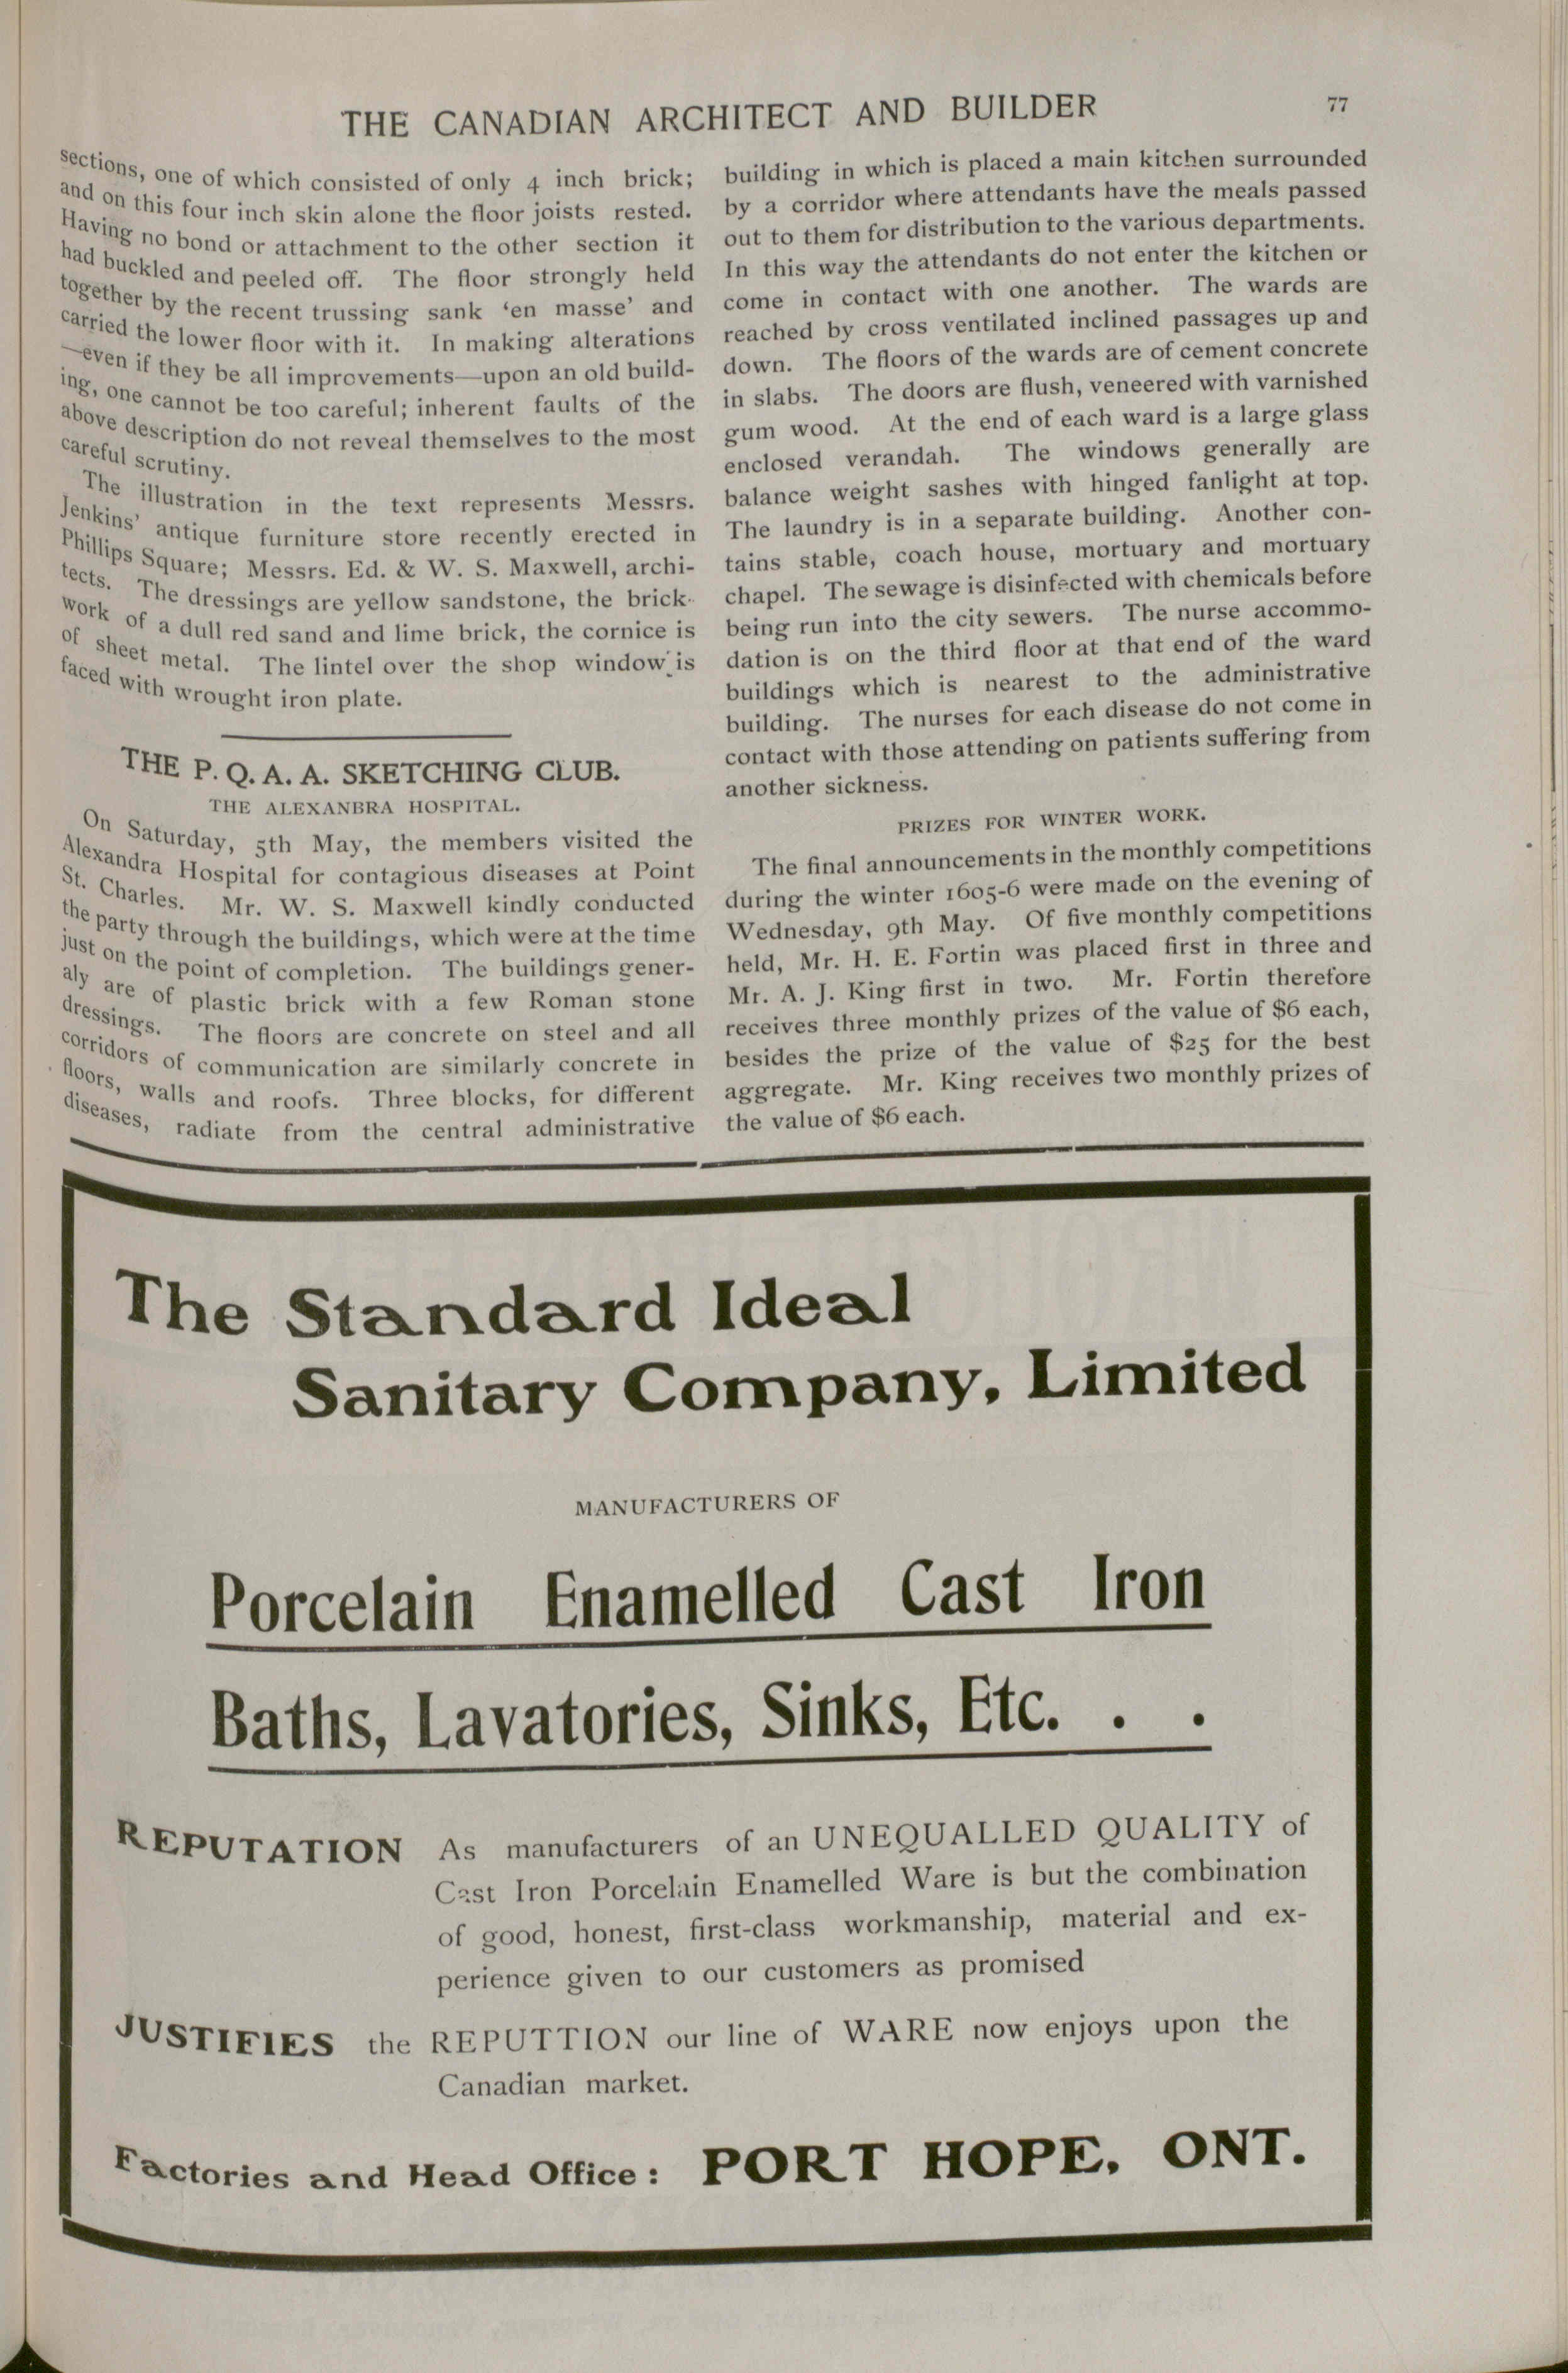 THE CANADIAN ARCHITECT AND BUILDER
77
sections, one of which consisted of only 4 inch brick;
and on this four inch skin alone the floor joists rested.
Having no bond or attachment to the other section it
had buckled and peeled off. The floor strongly held
together by the recent trussing sank ‘en masse’ and
carried the lower floor with it. In making alterations
—even if they be all improvements—upon an old build-
ing, one cannot be too careful; inherent faults of the
above description do not reveal themselves to the most
careful scrutiny.
The illustration in the text represents Messrs.
Jenkins’ antique furniture store recently erected in
Phillips Square; Messrs. Ed. & W. S. Maxwell, archi-
tects. The dressings are yellow sandstone, the brick-
work of a dull red sand and lime brick, the cornice is
of sheet metal. The lintel over the shop window is
faced with wrought iron plate.
THE P. Q. A. A. SKETCHING CLUB.
THE ALEXANBRA HOSPITAL.
On Saturday, 5th May, the members visited the
Alexandra Hospital for contagious diseases at Point
St. Charles. Mr. W. S. Maxwell kindly conducted
the party through the buildings, which were at the time
just on the point of completion. The buildings gener-
aly are of plastic brick with a few Roman stone
dressings. The floors are concrete on steel and all
corridors of communication are similarly concrete in
floors, walls and roofs. Three blocks, for different
diseases, radiate from the central administrative
building in which is placed a main kitchen surrounded
by a corridor where attendants have the meals passed
out to them for distribution to the various departments.
In this way the attendants do not enter the kitchen or
come in contact with one another. The wards are
reached by cross ventilated inclined passages up and
down. The floors of the wards are of cement concrete
in slabs. The doors are flush, veneered with varnished
gum wood. At the end of each ward is a large glass
enclosed verandah. The windows generally are
balance weight sashes with hinged fanlight at top.
The laundry is in a separate building. Another con-
tains stable, coach house, mortuary and mortuary
chapel. The sewage is disinfected with chemicals before
being run into the city sewers. The nurse accommo-
dation is on the third floor at that end of the ward
buildings which is nearest to the administrative
building. The nurses for each disease do not come in
contact with those attending on patients suffering from
another sickness.
PRIZES FOR WINTER WORK.
The final announcements in the monthly competitions
during the winter 1605-6 were made on the evening of
Wednesday, 9th May. Of five monthly competitions
held, Mr. H. E. Fortin was placed first in three and
Mr. A. J. King first in two. Mr. Fortin therefore
receives three monthly prizes of the value of $6 each,
besides the prize of the value of $25 for the best
aggregate. Mr. King receives two monthly prizes of
the value of $6 each.
The Standard Ideal
Sanitary Company, Limited
MANUFACTURERS OF
Porcelain Enamelled Cast Iron
Baths, Lavatories, Sinks, Etc. . .
REPUTATION As manufacturers of an UNEQUALLED QUALITY of
Cast Iron Porcelain Enamelled Ware is but the combination
of good, honest, first-class workmanship, material and ex-
perience given to our customers as promised
JUSTIFIES the REPUTTION our line of WARE now enjoys upon the
Canadian market.
Factories and Head Office: PORT HOPE, ONT.